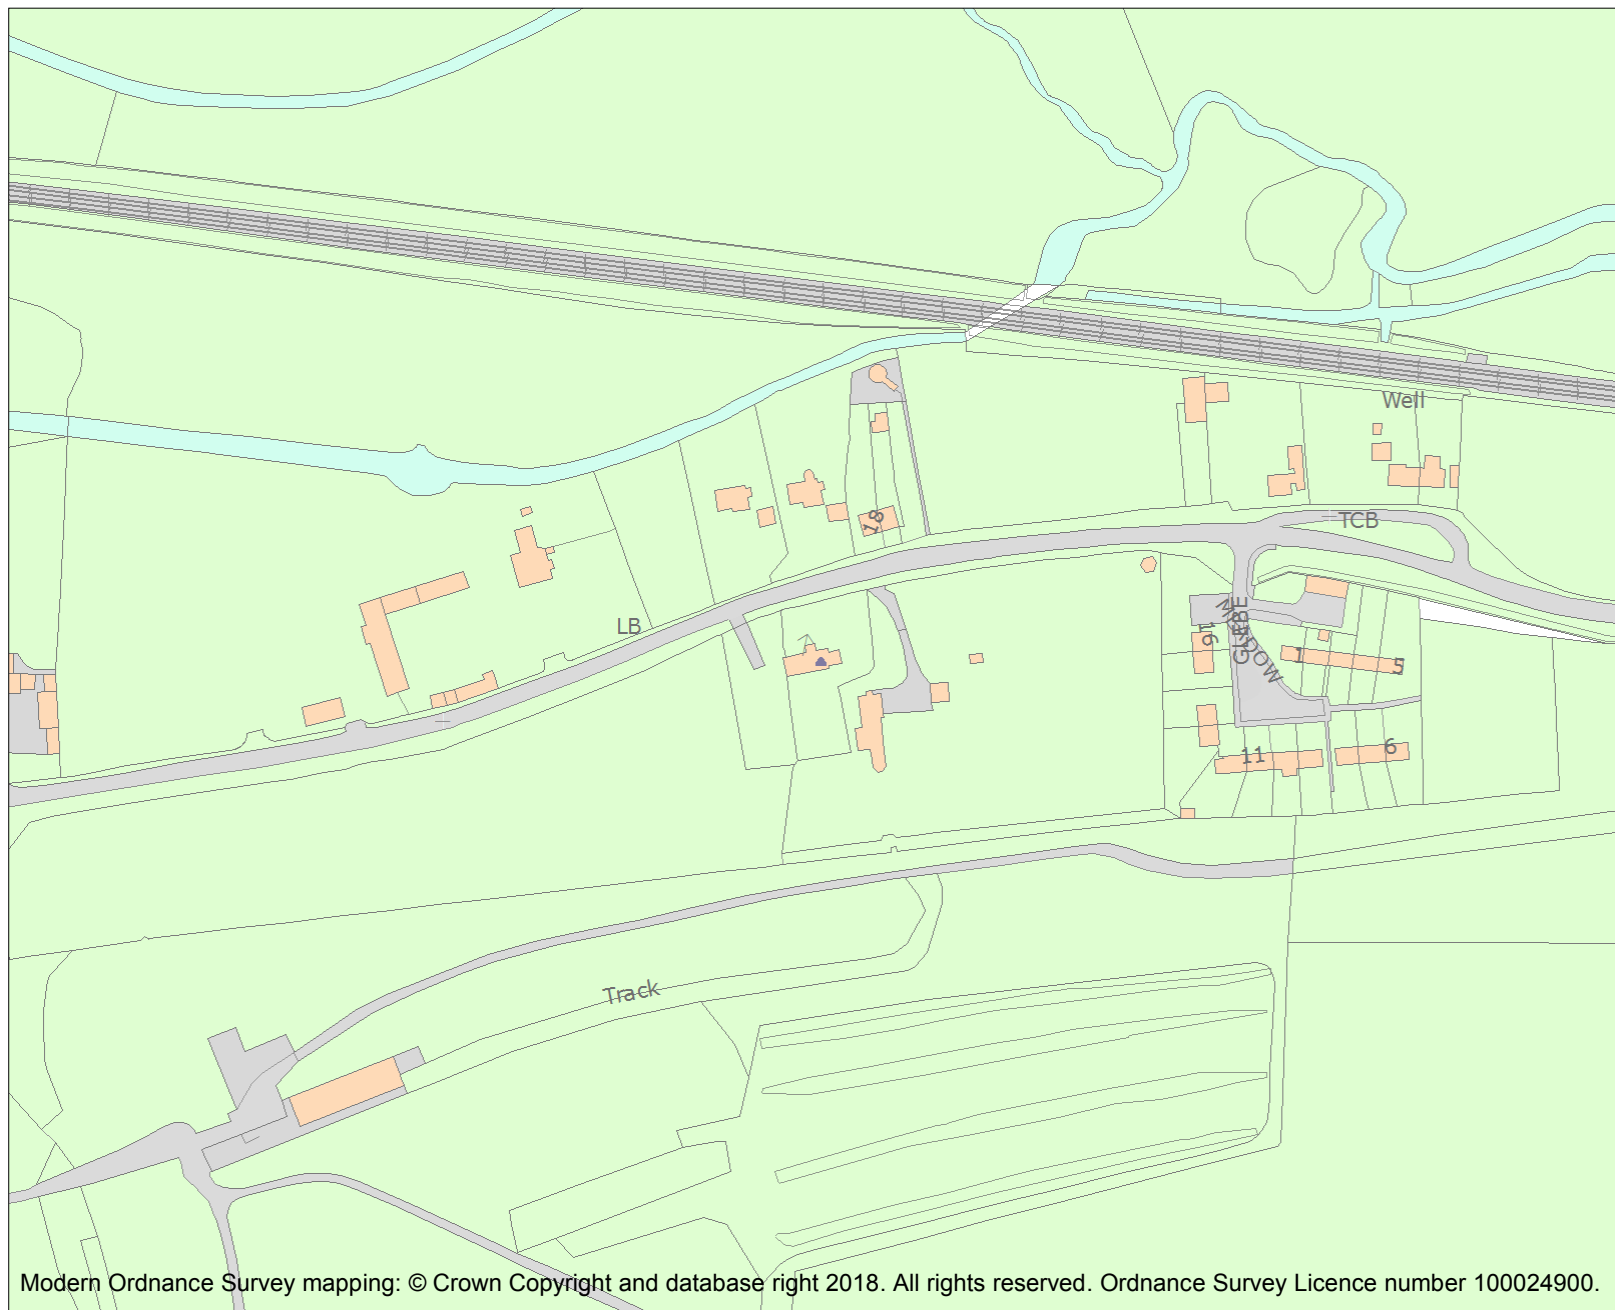 Well
TCB
18
LB
GLEBE
MEADOW
16
1
5
6
11
Track
Modern Ordnance Survey mapping: © Crown Copyright and database right 2018. All rights reserved. Ordnance Survey Licence number 100024900.